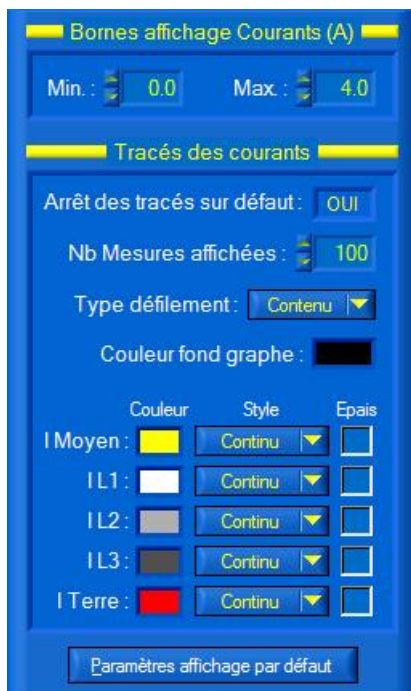 Bornes affichage Courants (A)
Min. : 0.0 Max. : 4.0
Tracés des courants
Arrêt des tracés sur défaut : OUI
Nb Mesures affichées : 100
Type défilement : Contenu
Couleur fond graphe :
Couleur Style Epais
I Moyen : Continu
I L1 : Continu
I L2 : Continu
I L3 : Continu
I Terre : Continu
Paramètres affichage par défaut